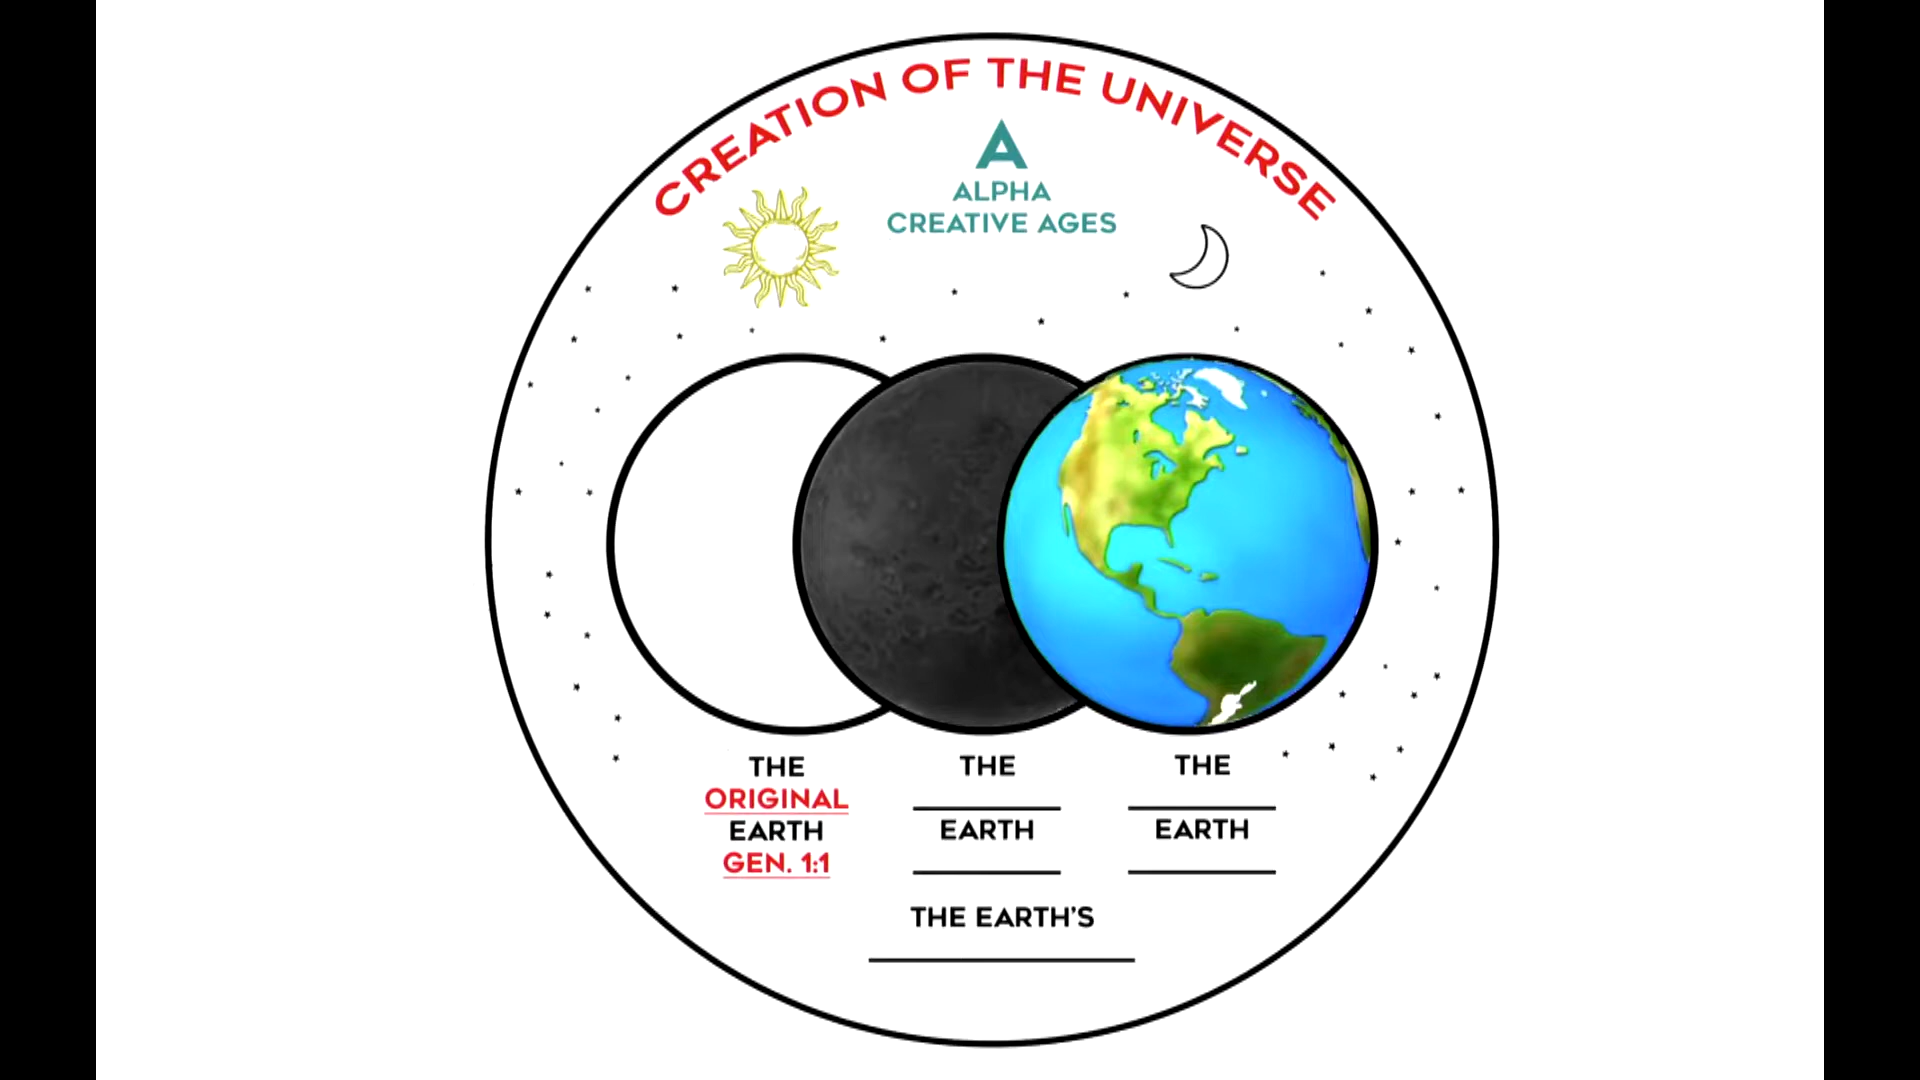 CREATION OF THE UNIVERSE
A
ALPHA
CREATIVE AGES
THE
ORIGINAL
EARTH
GEN. 1:1
THE
EARTH
THE
EARTH
THE EARTH'S